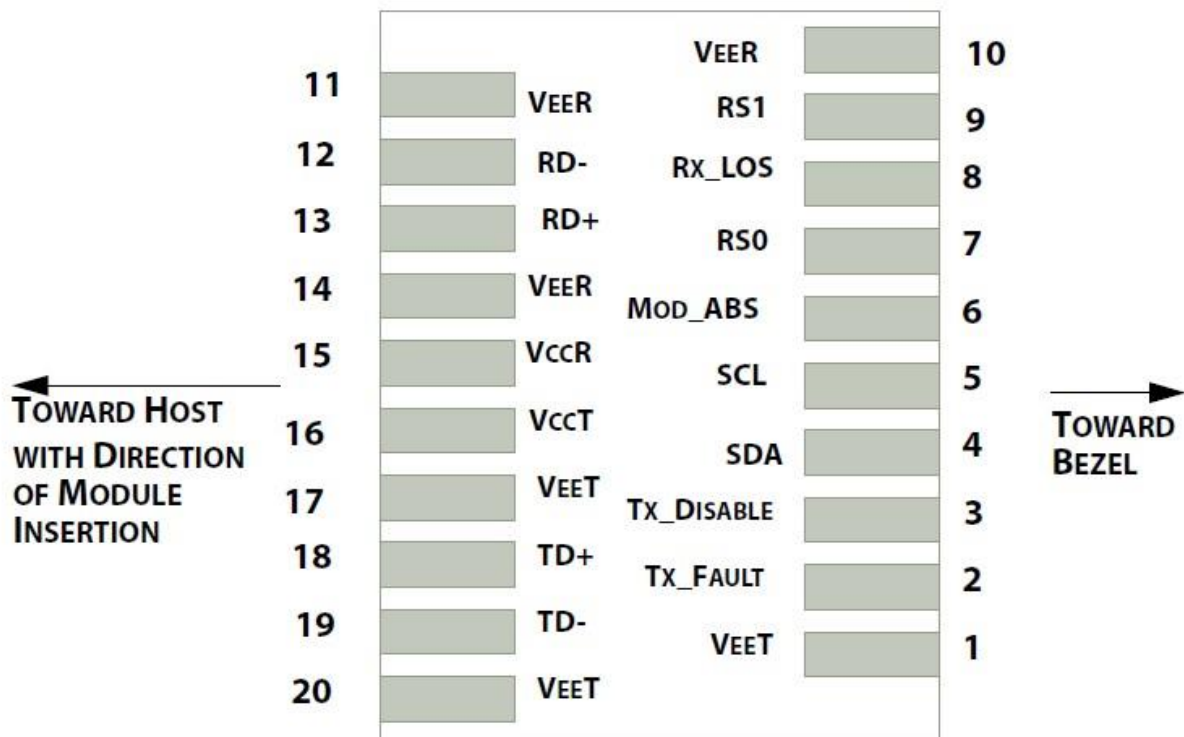 VEER 10
11 VEER
RS1 9
12 RD-
RX_LOS 8
13 RD+
RS0 7
14 VEER
MOD_ABS 6
15 VCCR
SCL 5
TOWARD HOST
WITH DIRECTION
OF MODULE
INSERTION
16 VCCT
TOWARD
BEZEL
SDA 4
17 VEET
TX_DISABLE 3
18 TD+
TX_FAULT 2
19 TD-
VEET 1
20 VEET